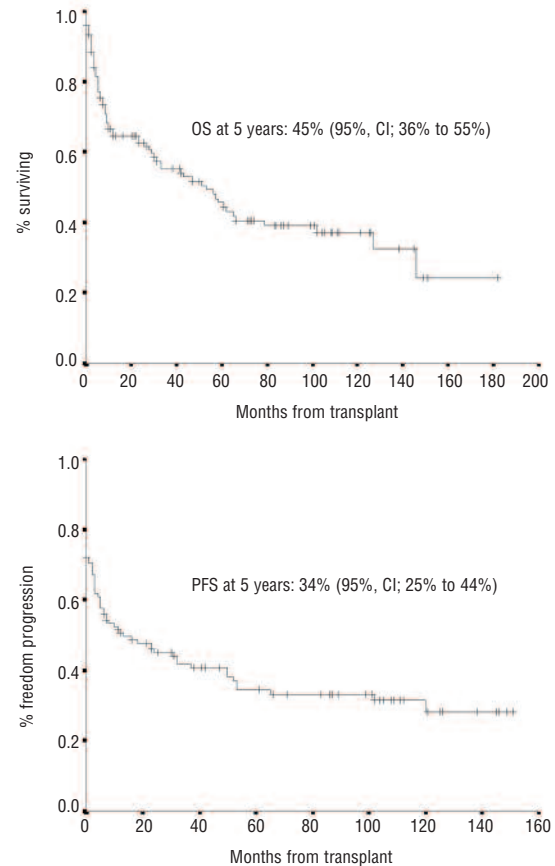 1.0
0.8
OS at 5 years: 45% (95%, CI; 36% to 55%)
0.6
% surviving
0.4
0.2
0.0
0 20 40 60 80 100 120 140 160 180 200
Months from transplant
1.0
0.8
PFS at 5 years: 34% (95%, CI; 25% to 44%)
0.6
% freedom progression
0.4
0.2
0.0
0 20 40 60 80 100 120 140 160
Months from transplant